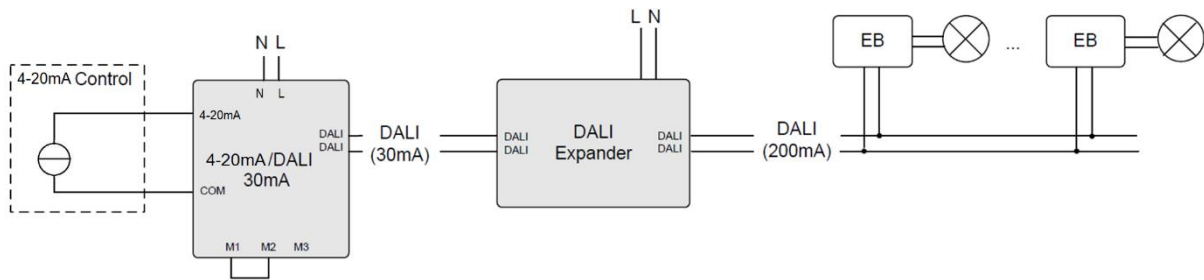 4-20mA Control
N L
N L
4-20mA
COM
4-20mA/DALI
30mA
DALI
DALI
M1 M2 M3
DALI
(30mA)
L N
DALI
DALI
DALI
Expander
DALI
DALI
DALI
(200mA)
EB
...
EB